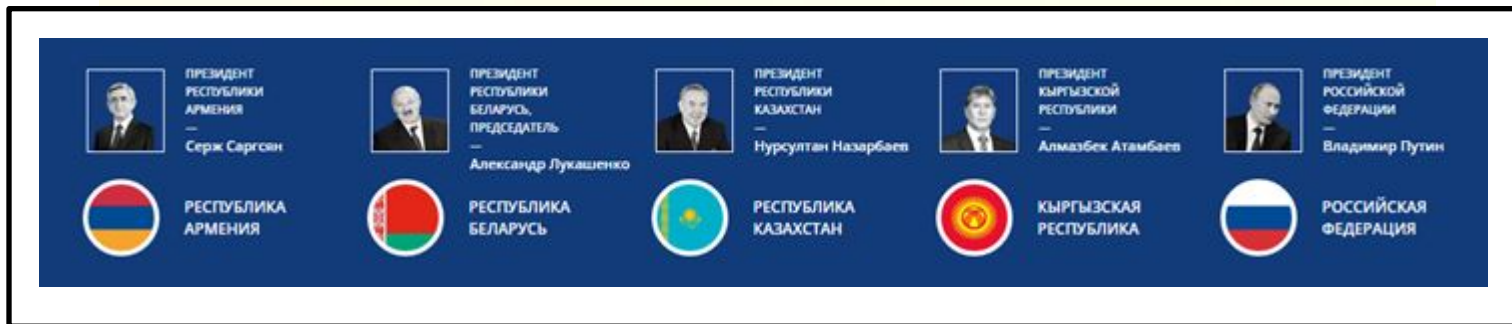 ПРЕЗИДЕНТ
РЕСПУБЛИКИ
АРМЕНИЯ
—
Серж Саргсян
ПРЕЗИДЕНТ
РЕСПУБЛИКИ
БЕЛАРУСЬ,
ПРЕДСЕДАТЕЛЬ
—
Александр Лукашенко
ПРЕЗИДЕНТ
РЕСПУБЛИКИ
КАЗАХСТАН
—
Нурсултан Назарбаев
ПРЕЗИДЕНТ
КЫРГЫЗСКОЙ
РЕСПУБЛИКИ
—
Алмазбек Атамбаев
ПРЕЗИДЕНТ
РОССИЙСКОЙ
ФЕДЕРАЦИИ
—
Владимир Путин
РЕСПУБЛИКА
АРМЕНИЯ
РЕСПУБЛИКА
БЕЛАРУСЬ
РЕСПУБЛИКА
КАЗАХСТАН
КЫРГЫЗСКАЯ
РЕСПУБЛИКА
РОССИЙСКАЯ
ФЕДЕРАЦИЯ